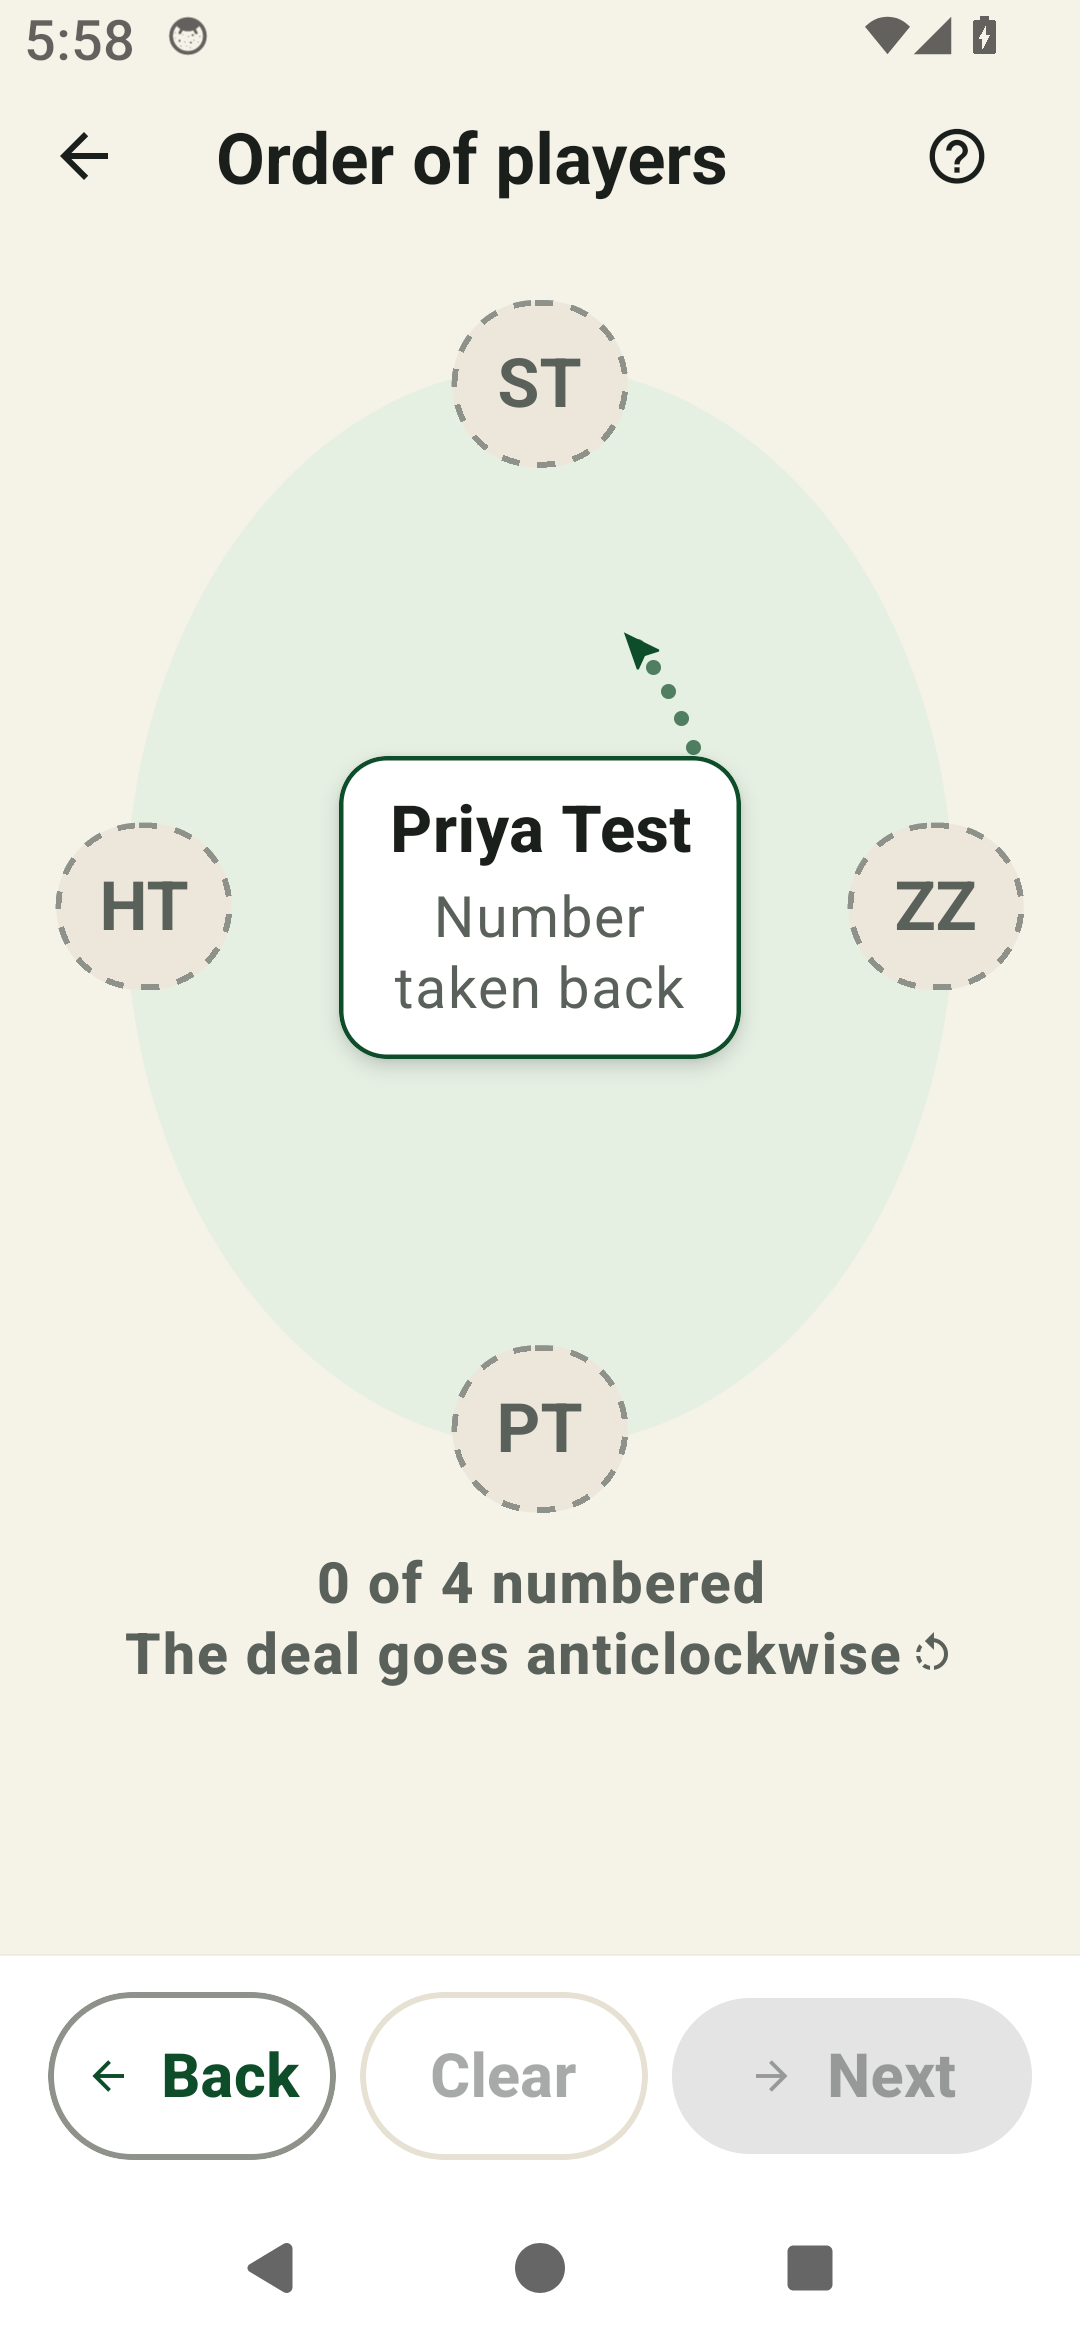 5:58
Order of players
ST
Priya Test
Number
taken back
HT
ZZ
PT
0 of 4 numbered
The deal goes anticlockwise
Back
Clear
Next